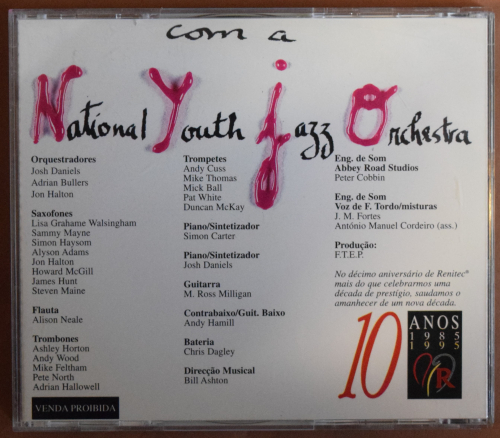 com a
National Youth jazz Orchestra
Orquestradores
Josh Daniels
Adrian Bullers
Jon Halton
Saxofones
Lisa Grahame Walsingham
Sammy Mayne
Simon Haysom
Alyson Adams
Jon Halton
Howard McGill
James Hunt
Steven Maine
Flauta
Alison Neale
Trombones
Ashley Horton
Andy Wood
Mike Feltham
Pete North
Adrian Hallowell
VENDA PROIBIDA
Trompetes
Andy Cuss
Mike Thomas
Mick Ball
Pat White
Duncan McKay
Piano/Sintetizador
Simon Carter
Piano/Sintetizador
Josh Daniels
Guitarra
M. Ross Milligan
Contrabaixo/Guit. Baixo
Andy Hamill
Bateria
Chris Dagley
Direcção Musical
Bill Ashton
Eng. de Som
Abbey Road Studios
Peter Cobbin
Eng. de Som
Voz de F. Tordo/misturas
J. M. Fortes
António Manuel Cordeiro (ass.)
Produção:
F.T.E.P.
No décimo aniversário de Renitec®
mais do que celebrarmos uma
década de prestígio, saudamos o
amanhecer de um nova década.
10 ANOS
1985
1995
R